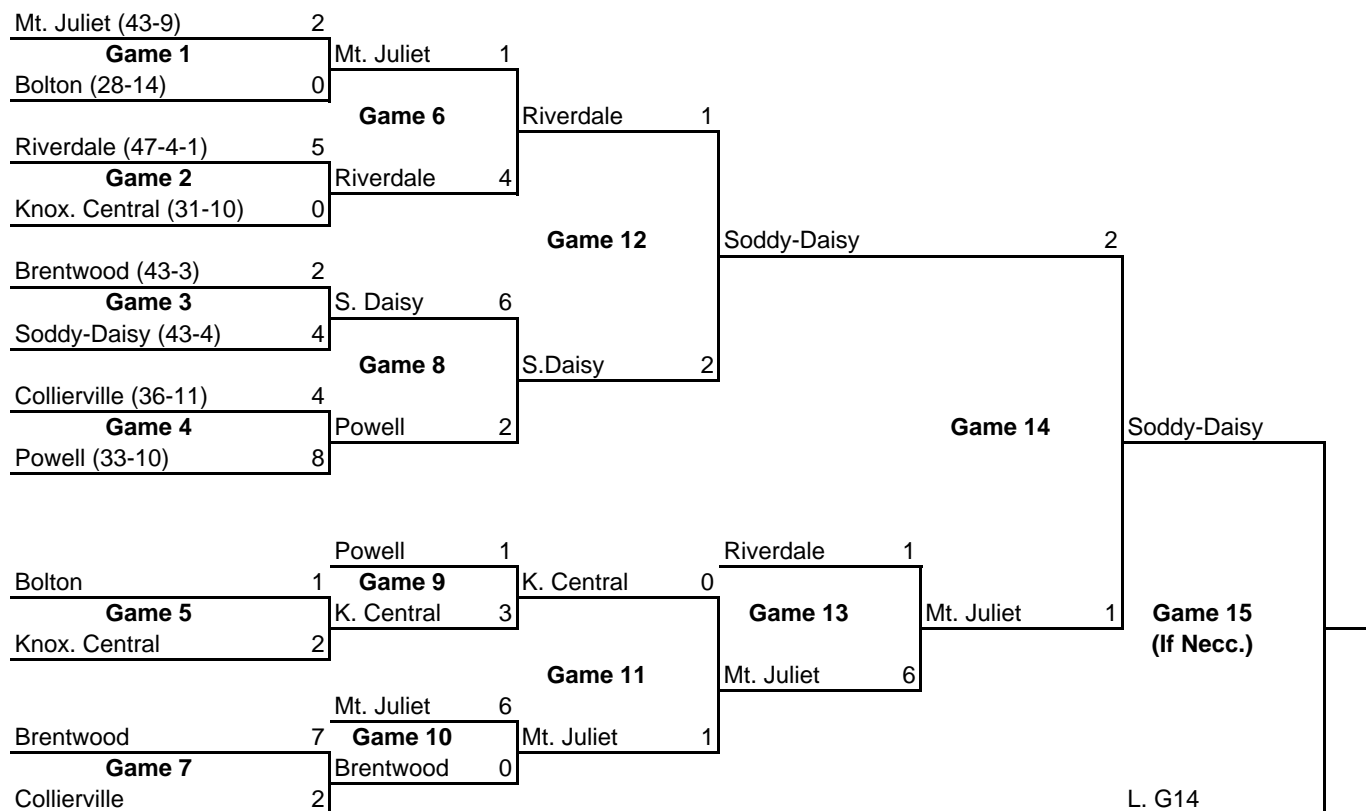 Mt. Juliet (43-9) 2
Game 1
Bolton (28-14) 0
Mt. Juliet 1
Game 6
Riverdale 4
Riverdale (47-4-1) 5
Game 2
Knox. Central (31-10) 0
Riverdale 1
Game 12
S.Daisy 2
Brentwood (43-3) 2
Game 3
Soddy-Daisy (43-4) 4
S. Daisy 6
Game 8
Powell 2
Collierville (36-11) 4
Game 4
Powell (33-10) 8
Soddy-Daisy 2
Game 14
Mt. Juliet 1
Soddy-Daisy
Game 15
(If Necc.)
L. G14
Powell 1
Game 9
K. Central 3
Bolton 1
Game 5
Knox. Central 2
K. Central 0
Game 11
Mt. Juliet 1
Riverdale 1
Game 13
Mt. Juliet 6
Mt. Juliet 6
Game 10
Brentwood 0
Brentwood 7
Game 7
Collierville 2